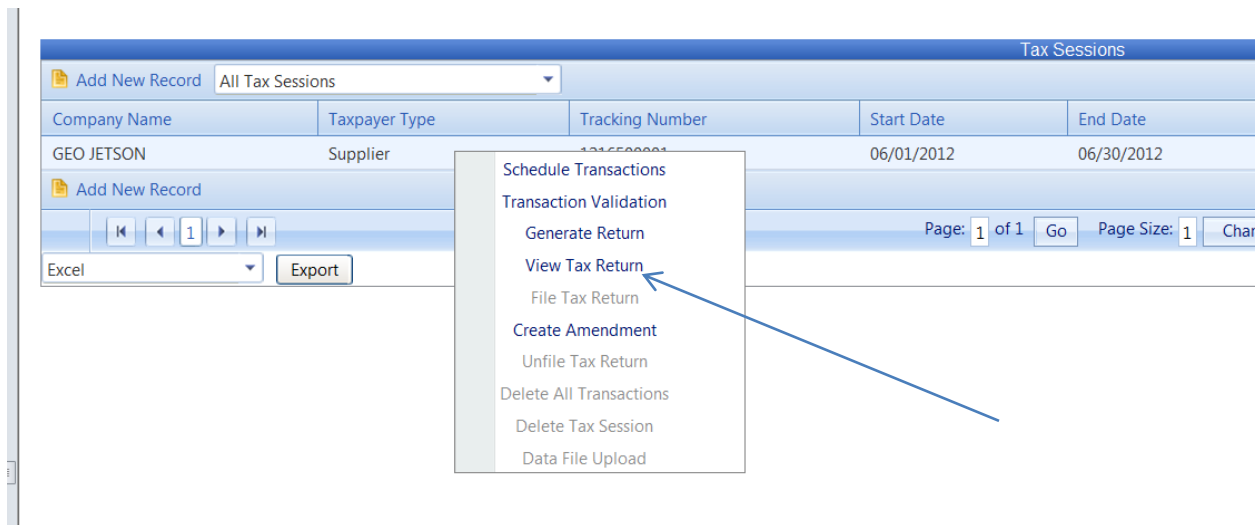 Tax Sessions
Add New Record All Tax Sessions
Company Name Taxpayer Type Tracking Number Start Date End Date
GEO JETSON Supplier 06/01/2012 06/30/2012
Add New Record
1 Page: 1 of 1 Go Page Size: 1 Char
Excel Export
Schedule Transactions
Transaction Validation
Generate Return
View Tax Return
File Tax Return
Create Amendment
Unfile Tax Return
Delete All Transactions
Delete Tax Session
Data File Upload